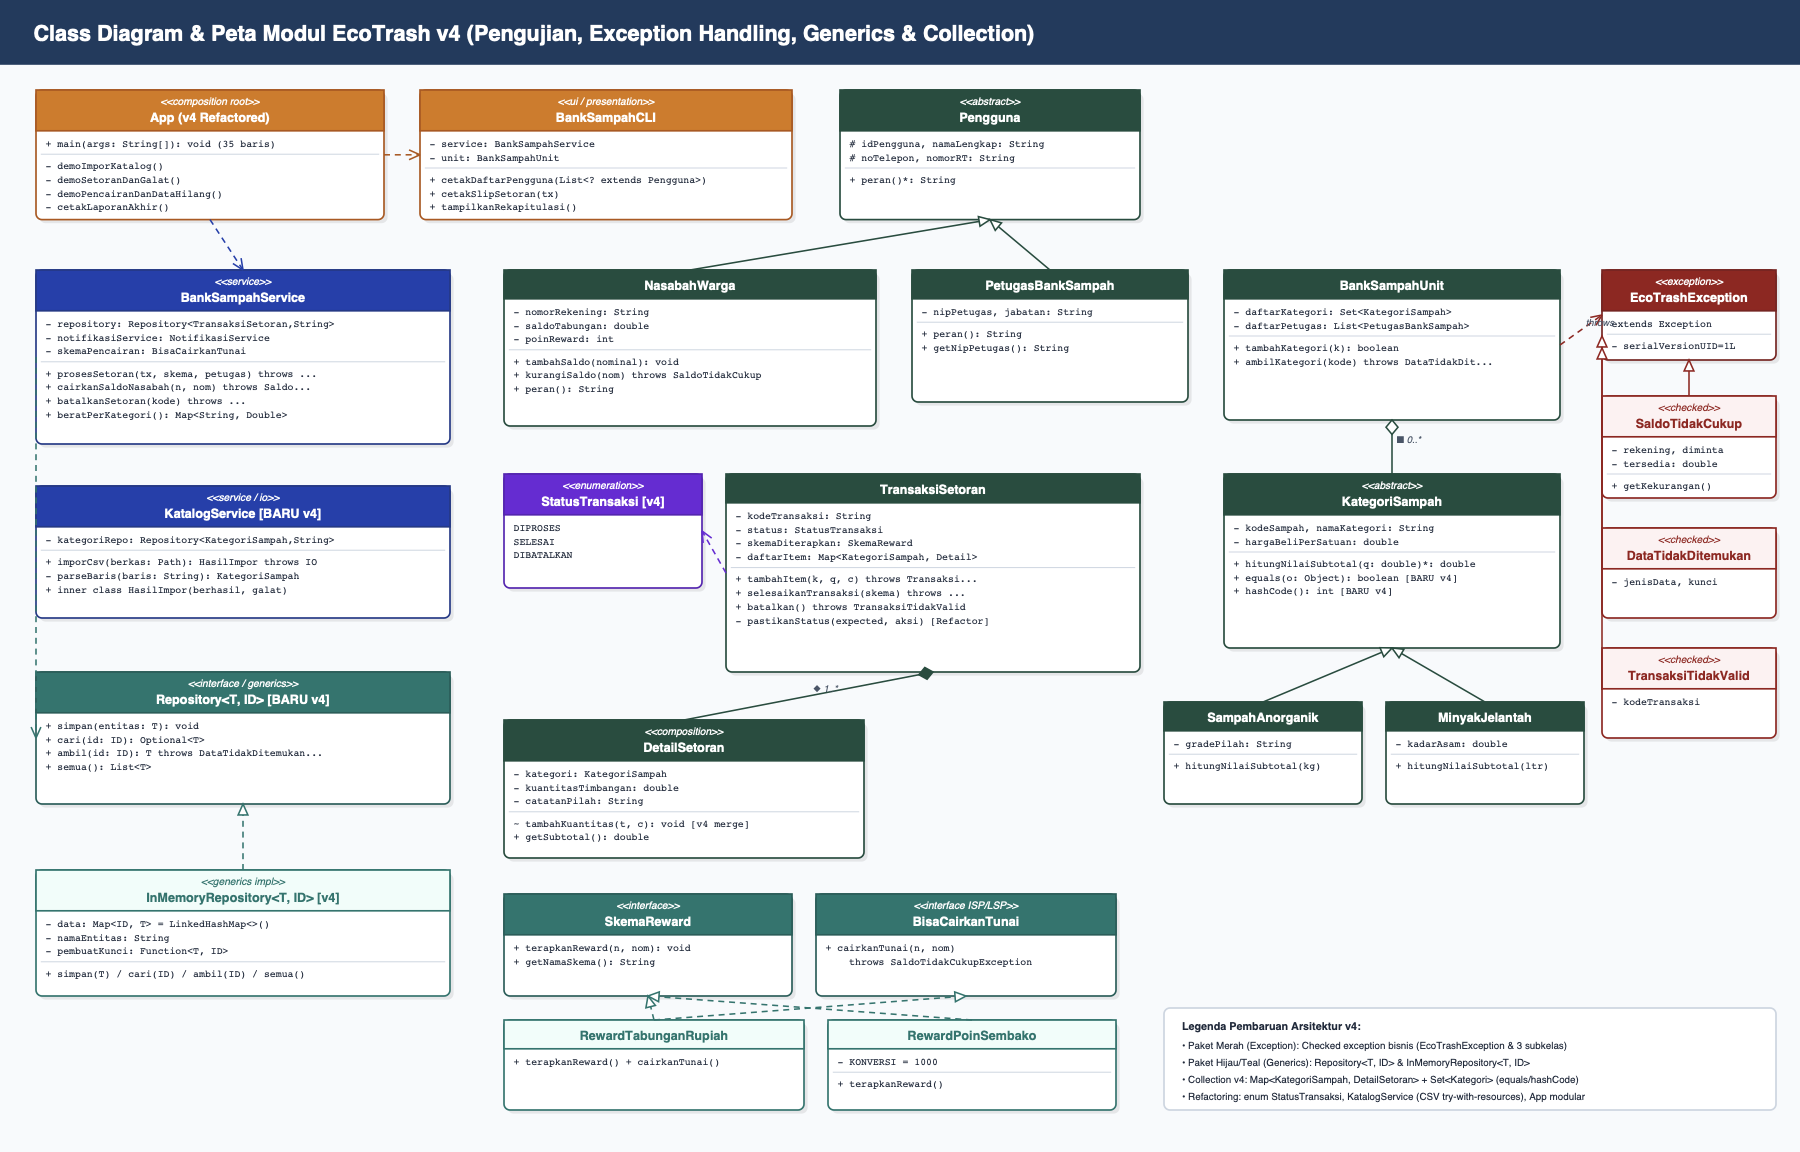 Class Diagram & Peta Modul EcoTrash v4 (Pengujian, Exception Handling, Generics & Collection)
<<composition root>>
App (v4 Refactored)
+ main(args: String[]): void (35 baris)
– demoImporKatalog()
– demoSetoranDanGalat()
– demoPencairanDanDataHilang()
– cetakLaporanAkhir()
<<ui / presentation>>
BankSampahCLI
– service: BankSampahService
– unit: BankSampahUnit
+ cetakDaftarPengguna(List<? extends Pengguna>)
+ cetakSlipSetoran(tx)
+ tampilkanRekapitulasi()
<<abstract>>
Pengguna
# idPengguna, namaLengkap: String
# noTelepon, nomorRT: String
+ peran()*: String
<<service>>
BankSampahService
– repository: Repository<TransaksiSetoran,String>
– notifikasiService: NotifikasiService
– skemaPencairan: BisaCairkanTunai
+ prosesSetoran(tx, skema, petugas) throws ...
+ cairkanSaldoNasabah(n, nom) throws Saldo...
+ batalkanSetoran(kode) throws ...
+ beratPerKategori(): Map<String, Double>
NasabahWarga
– nomorRekening: String
– saldoTabungan: double
– poinReward: int
+ tambahSaldo(nominal): void
+ kurangiSaldo(nom) throws SaldoTidakCukup
+ peran(): String
PetugasBankSampah
– nipPetugas, jabatan: String
+ peran(): String
+ getNipPetugas(): String
BankSampahUnit
– daftarKategori: Set<KategoriSampah>
– daftarPetugas: List<PetugasBankSampah>
+ tambahKategori(k): boolean
+ ambilKategori(kode) throws DataTidakDit...
■ 0..*
throws
<<exception>>
EcoTrashException
extends Exception
– serialVersionUID=1L
<<checked>>
SaldoTidakCukup
– rekening, diminta
– tersedia: double
+ getKekurangan()
<<checked>>
DataTidakDitemukan
– jenisData, kunci
<<checked>>
TransaksiTidakValid
– kodeTransaksi
<<service / io>>
KatalogService [BARU v4]
– kategoriRepo: Repository<KategoriSampah,String>
+ imporCsv(berkas: Path): HasilImpor throws IO
– parseBaris(baris: String): KategoriSampah
+ inner class HasilImpor(berhasil, galat)
<<enumeration>>
StatusTransaksi [v4]
DIPROSES
SELESAI
DIBATALKAN
TransaksiSetoran
– kodeTransaksi: String
– status: StatusTransaksi
– skemaDiterapkan: SkemaReward
– daftarItem: Map<KategoriSampah, Detail>
+ tambahItem(k, q, c) throws Transaksi...
+ selesaikanTransaksi(skema) throws ...
+ batalkan() throws TransaksiTidakValid
– pastikanStatus(expected, aksi) [Refactor]
◆ 1..*
<<abstract>>
KategoriSampah
– kodeSampah, namaKategori: String
– hargaBeliPerSatuan: double
+ hitungNilaiSubtotal(q: double)*: double
+ equals(o: Object): boolean [BARU v4]
+ hashCode(): int [BARU v4]
<<interface / generics>>
Repository<T, ID> [BARU v4]
+ simpan(entitas: T): void
+ cari(id: ID): Optional<T>
+ ambil(id: ID): T throws DataTidakDitemukan...
+ semua(): List<T>
<<composition>>
DetailSetoran
– kategori: KategoriSampah
– kuantitasTimbangan: double
– catatanPilah: String
~ tambahKuantitas(t, c): void [v4 merge]
+ getSubtotal(): double
SampahAnorganik
– gradePilah: String
+ hitungNilaiSubtotal(kg)
MinyakJelantah
– kadarAsam: double
+ hitungNilaiSubtotal(ltr)
<<generics impl>>
InMemoryRepository<T, ID> [v4]
– data: Map<ID, T> = LinkedHashMap<>()
– namaEntitas: String
– pembuatKunci: Function<T, ID>
+ simpan(T) / cari(ID) / ambil(ID) / semua()
<<interface>>
SkemaReward
+ terapkanReward(n, nom): void
+ getNamaSkema(): String
<<interface ISP/LSP>>
BisaCairkanTunai
+ cairkanTunai(n, nom)
throws SaldoTidakCukupException
RewardTabunganRupiah
+ terapkanReward() + cairkanTunai()
RewardPoinSembako
– KONVERSI = 1000
+ terapkanReward()
Legenda Pembaruan Arsitektur v4:
• Paket Merah (Exception): Checked exception bisnis (EcoTrashException & 3 subkelas)
• Paket Hijau/Teal (Generics): Repository<T, ID> & InMemoryRepository<T, ID>
• Collection v4: Map<KategoriSampah, DetailSetoran> + Set<Kategori> (equals/hashCode)
• Refactoring: enum StatusTransaksi, KatalogService (CSV try-with-resources), App modular